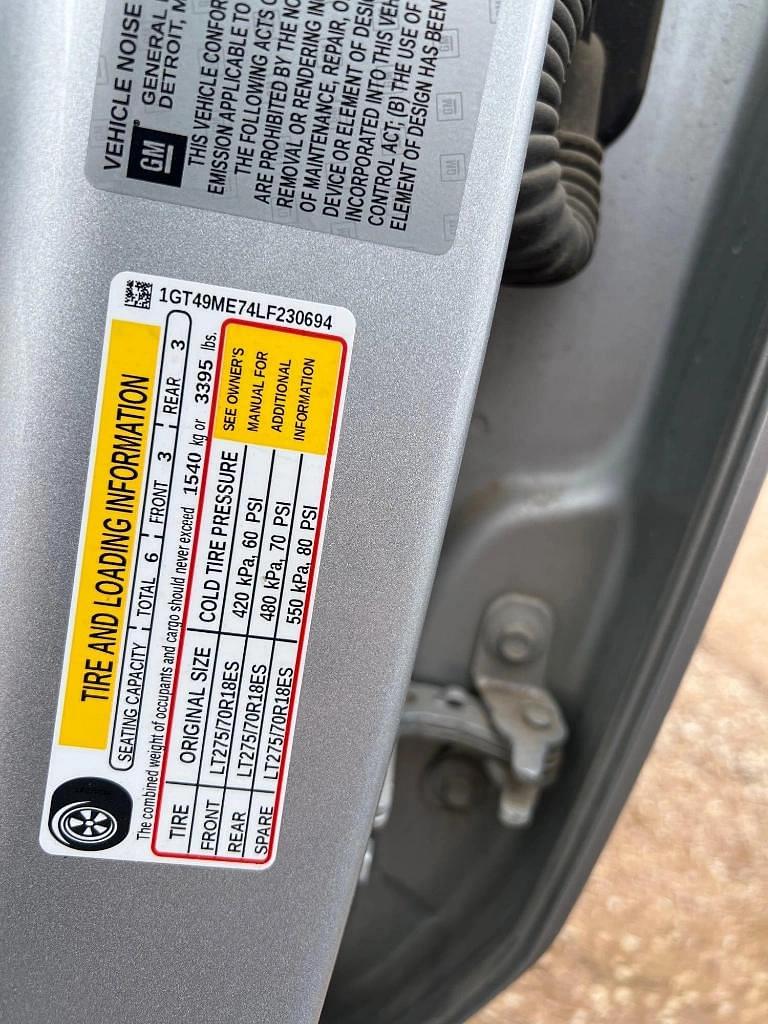 VEHICLE NOISE
GENERAL
DETROIT, M
GM
THIS VEHICLE CONFOR
EMISSION APPLICABLE TO
THE FOLLOWING ACTS
ARE PROHIBITED BY THE
REMOVAL OR RENDERING
OF MAINTENANCE, REPAIR, O
DEVICE OR ELEMENT OF
INCORPORATED INTO THIS
CONTROL ACT; (B) THE USE OF
ELEMENT OF DESIGN HAS BEEN
1GT49ME74LF230694
TIRE AND LOADING INFORMATION
SEATING CAPACITY TOTAL 6 FRONT 3 REAR 3
The combined weight of occupants and cargo should never exceed 1540 kg or 3395 lbs.
TIRE ORIGINAL SIZE COLD TIRE PRESSURE
FRONT LT275/70R18ES 420 kPa, 60 PSI
REAR LT275/70R18ES 480 kPa, 70 PSI
SPARE LT275/70R18ES 550 kPa, 80 PSI
SEE OWNER'S
MANUAL FOR
ADDITIONAL
INFORMATION